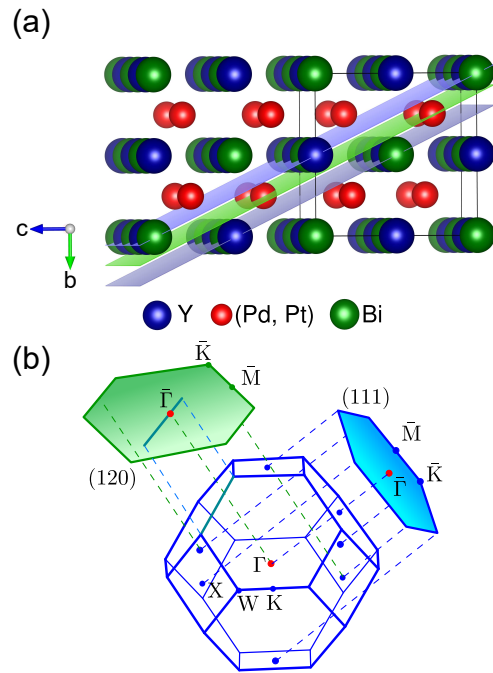 (a)
c
b
Y (Pd, Pt) Bi
(b)
K̄
M̄
Γ̄
(120)
(111)
M̄
K̄
Γ̄
Γ
X
W K